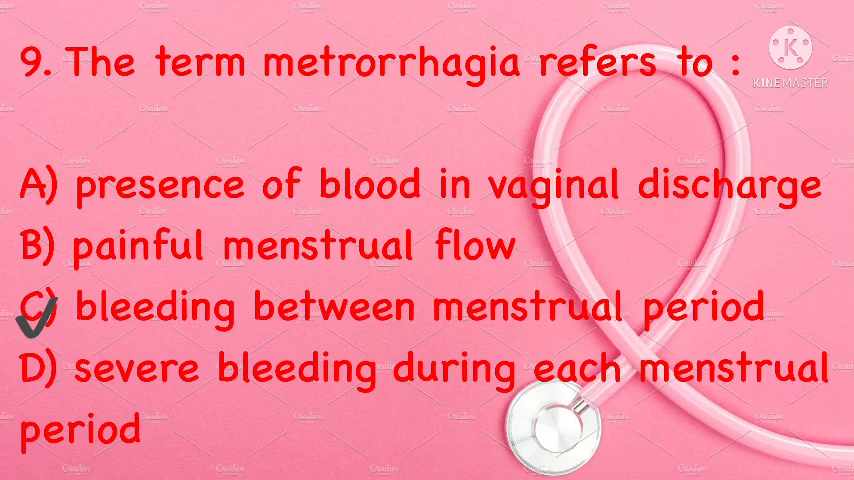 9. The term metrorrhagia refers to :
KINEMASTER
A) presence of blood in vaginal discharge
B) painful menstrual flow
C) bleeding between menstrual period
D) severe bleeding during each menstrual
period